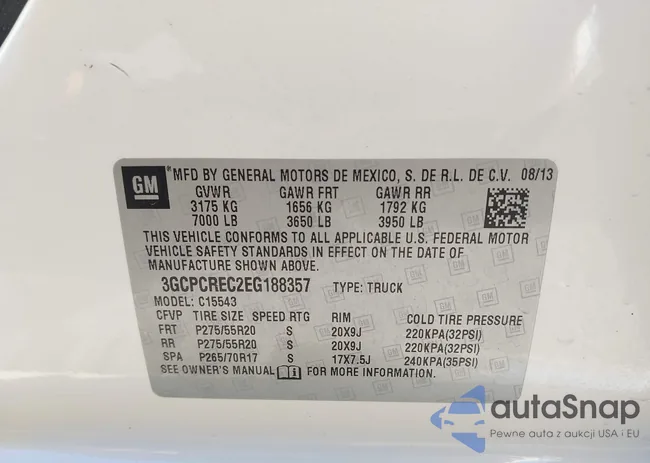 GM
MFD BY GENERAL MOTORS DE MEXICO, S. DE R.L. DE C.V. 08/13
GVWR GAWR FRT GAWR RR
3175 KG 1656 KG 1792 KG
7000 LB 3650 LB 3950 LB
THIS VEHICLE CONFORMS TO ALL APPLICABLE U.S. FEDERAL MOTOR
VEHICLE SAFETY STANDARDS IN EFFECT ON THE DATE OF
MANUFACTURE SHOWN ABOVE.
3GCPCREC2EG188357 TYPE: TRUCK
MODEL: C15543
CFVP TIRE SIZE SPEED RTG RIM COLD TIRE PRESSURE
FRT P275/55R20 S 20X9J 220KPA(32PSI)
RR P275/55R20 S 20X9J 220KPA(32PSI)
SPA P265/70R17 S 17X7.5J 240KPA(35PSI)
SEE OWNER'S MANUAL FOR MORE INFORMATION.
autaSnap
Pewne auta z aukcji USA i EU